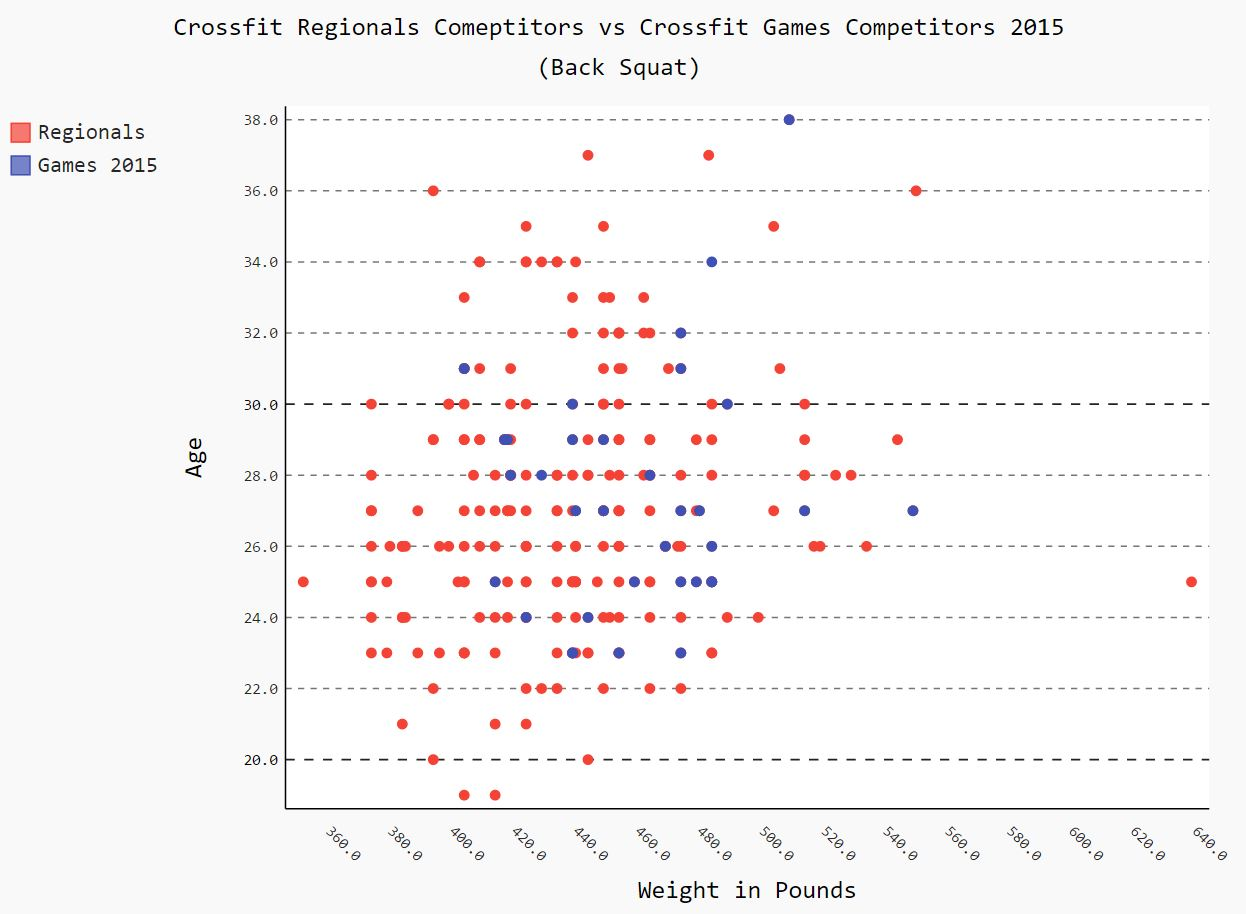 Crossfit Regionals Comeptitors vs Crossfit Games Competitors 2015
(Back Squat)
Regionals
Games 2015
38.0
36.0
34.0
32.0
30.0
28.0
26.0
24.0
22.0
20.0
Age
360.0 380.0 400.0 420.0 440.0 460.0 480.0 500.0 520.0 540.0 560.0 580.0 600.0 620.0 640.0
Weight in Pounds